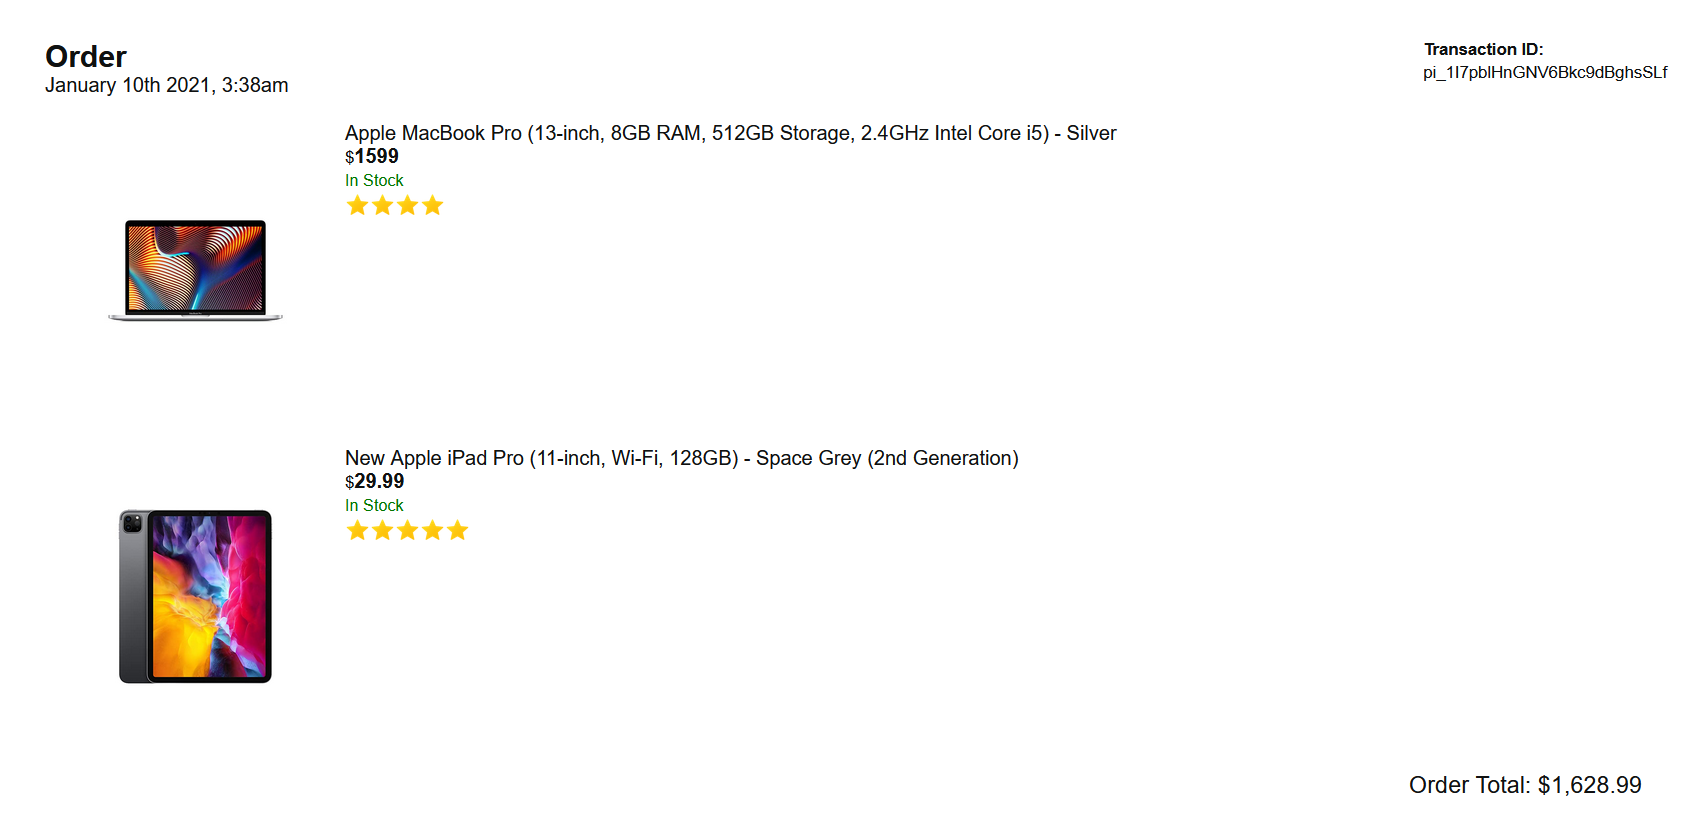 Order
January 10th 2021, 3:38am
Transaction ID:
pi_1I7pblHnGNV6Bkc9dBghsSLf
Apple MacBook Pro (13-inch, 8GB RAM, 512GB Storage, 2.4GHz Intel Core i5) - Silver
$1599
In Stock
New Apple iPad Pro (11-inch, Wi-Fi, 128GB) - Space Grey (2nd Generation)
$29.99
In Stock
Order Total: $1,628.99